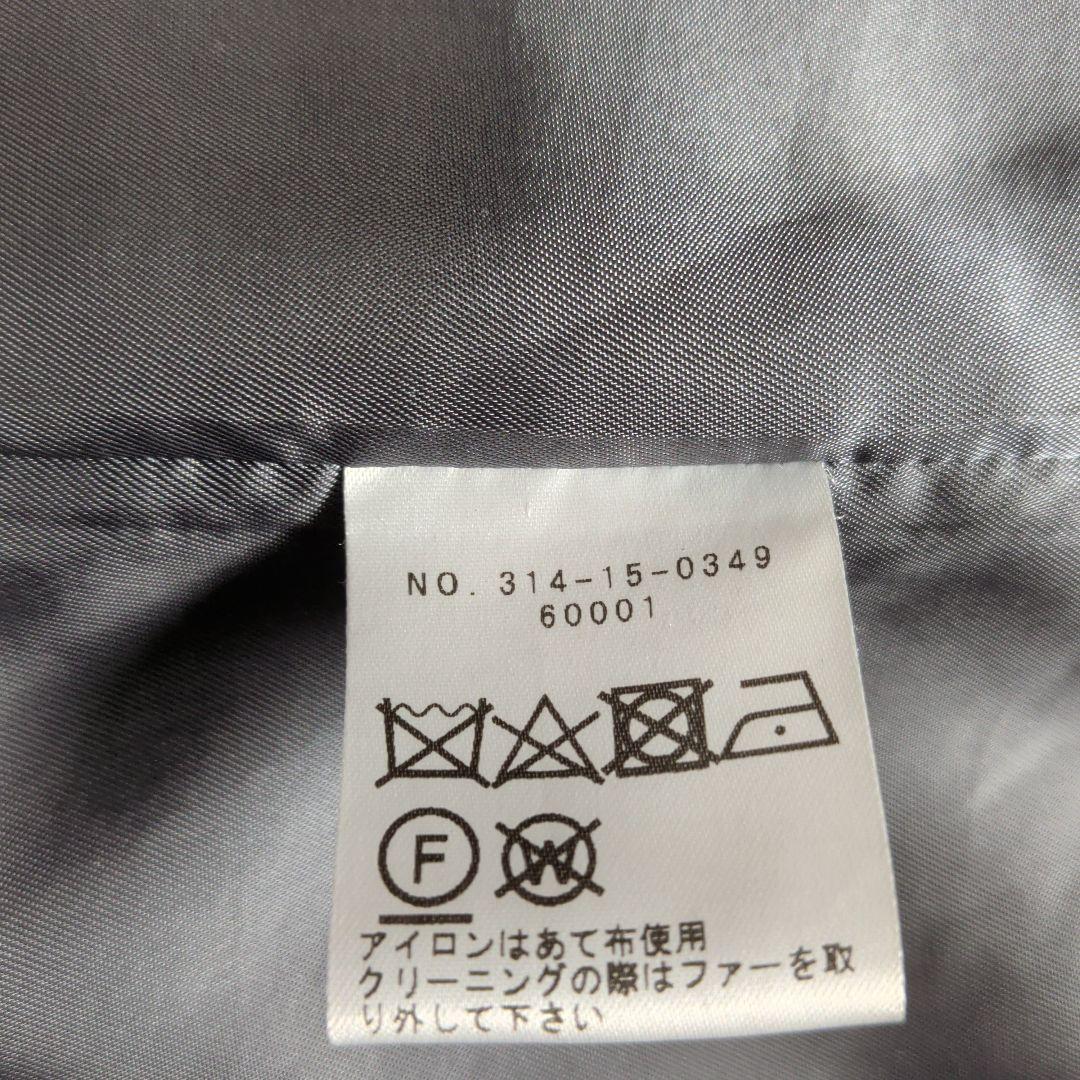 NO. 314-15-0349
60001
F W
アイロンはあて布使用
クリーニングの際はファーを取
り外して下さい